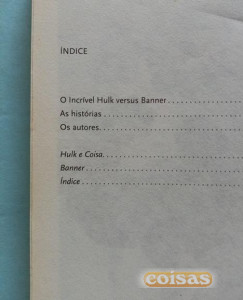 ÍNDICE
O Incrível Hulk versus Banner . . . . . . . . . . . . . . . .
As histórias . . . . . . . . . . . . . . . . . . . . . . . . . . . . . .
Os autores. . . . . . . . . . . . . . . . . . . . . . . . . . . . . . .
Hulk e Coisa. . . . . . . . . . . . . . . . . . . . . . . . . . . . .
Banner . . . . . . . . . . . . . . . . . . . . . . . . . . . . . . . . .
Índice . . . . . . . . . . . . . . . . . . . . . . . . . . . . . . . . .
coisas